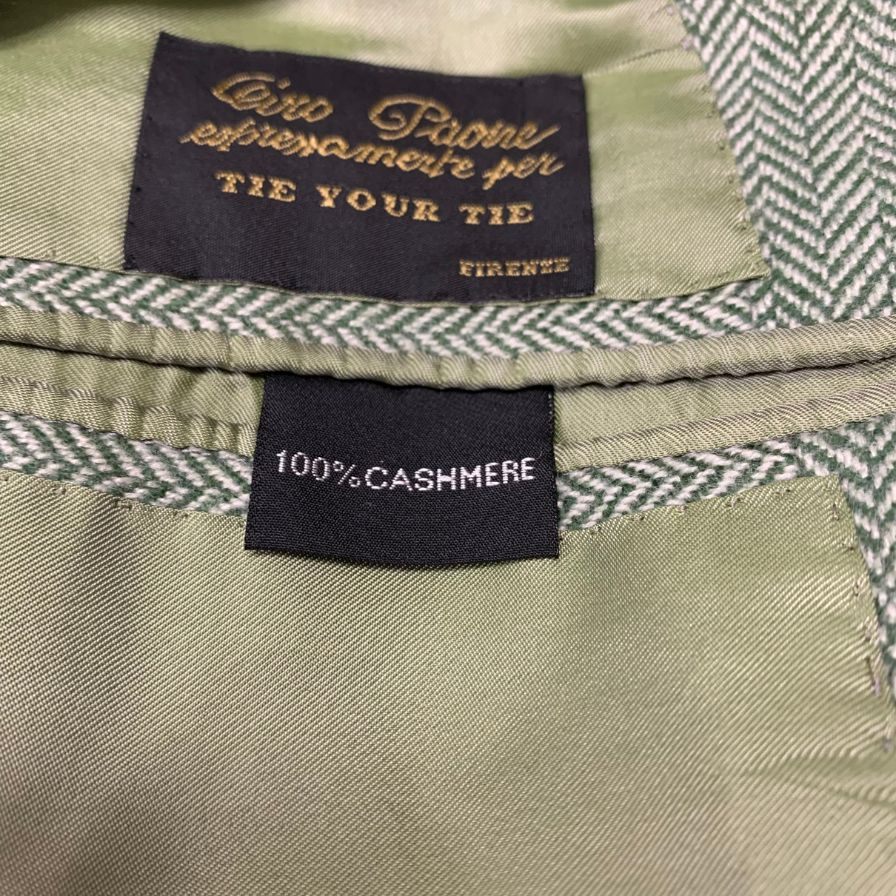 Ciro Paone
espressamente per
TIE YOUR TIE
FIRENZE
100%CASHMERE